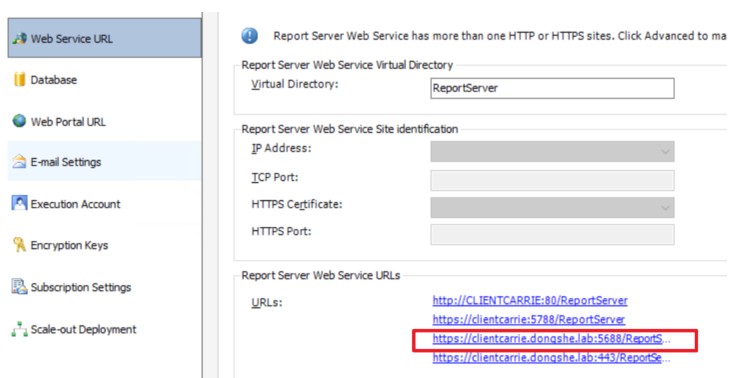 Web Service URL
Database
Web Portal URL
E-mail Settings
Execution Account
Encryption Keys
Subscription Settings
Scale-out Deployment
Report Server Web Service has more than one HTTP or HTTPS sites. Click Advanced to ma
Report Server Web Service Virtual Directory
Virtual Directory:
ReportServer
Report Server Web Service Site identification
IP Address:
TCP Port:
HTTPS Certificate:
HTTPS Port:
Report Server Web Service URLs
URLs:
http://CLIENTCARRIE:80/ReportServer
https://clientcarrie:5788/ReportServer
https://clientcarrie.dongshe.lab:5688/ReportS...
https://clientcarrie.dongshe.lab:443/ReportSe...